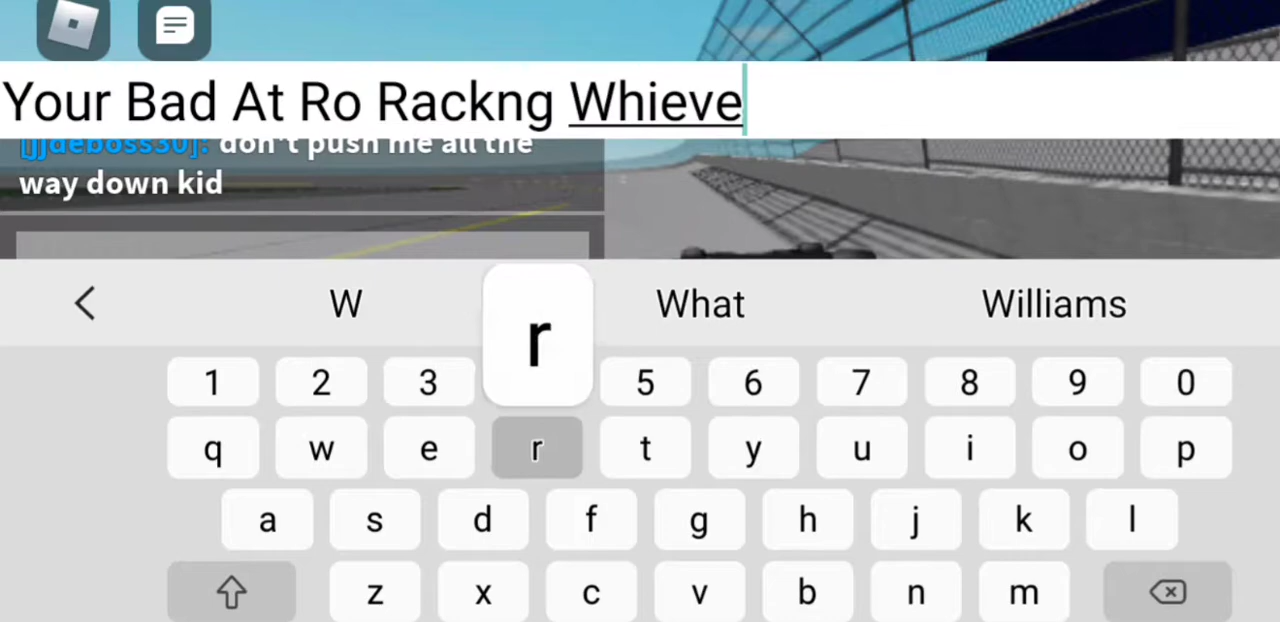 Your Bad At Ro Rackng Whieve
[jjdeboss30]: don't push me all the
way down kid
W What Williams
r
1 2 3 5 6 7 8 9 0
q w e r t y u i o p
a s d f g h j k l
z x c v b n m